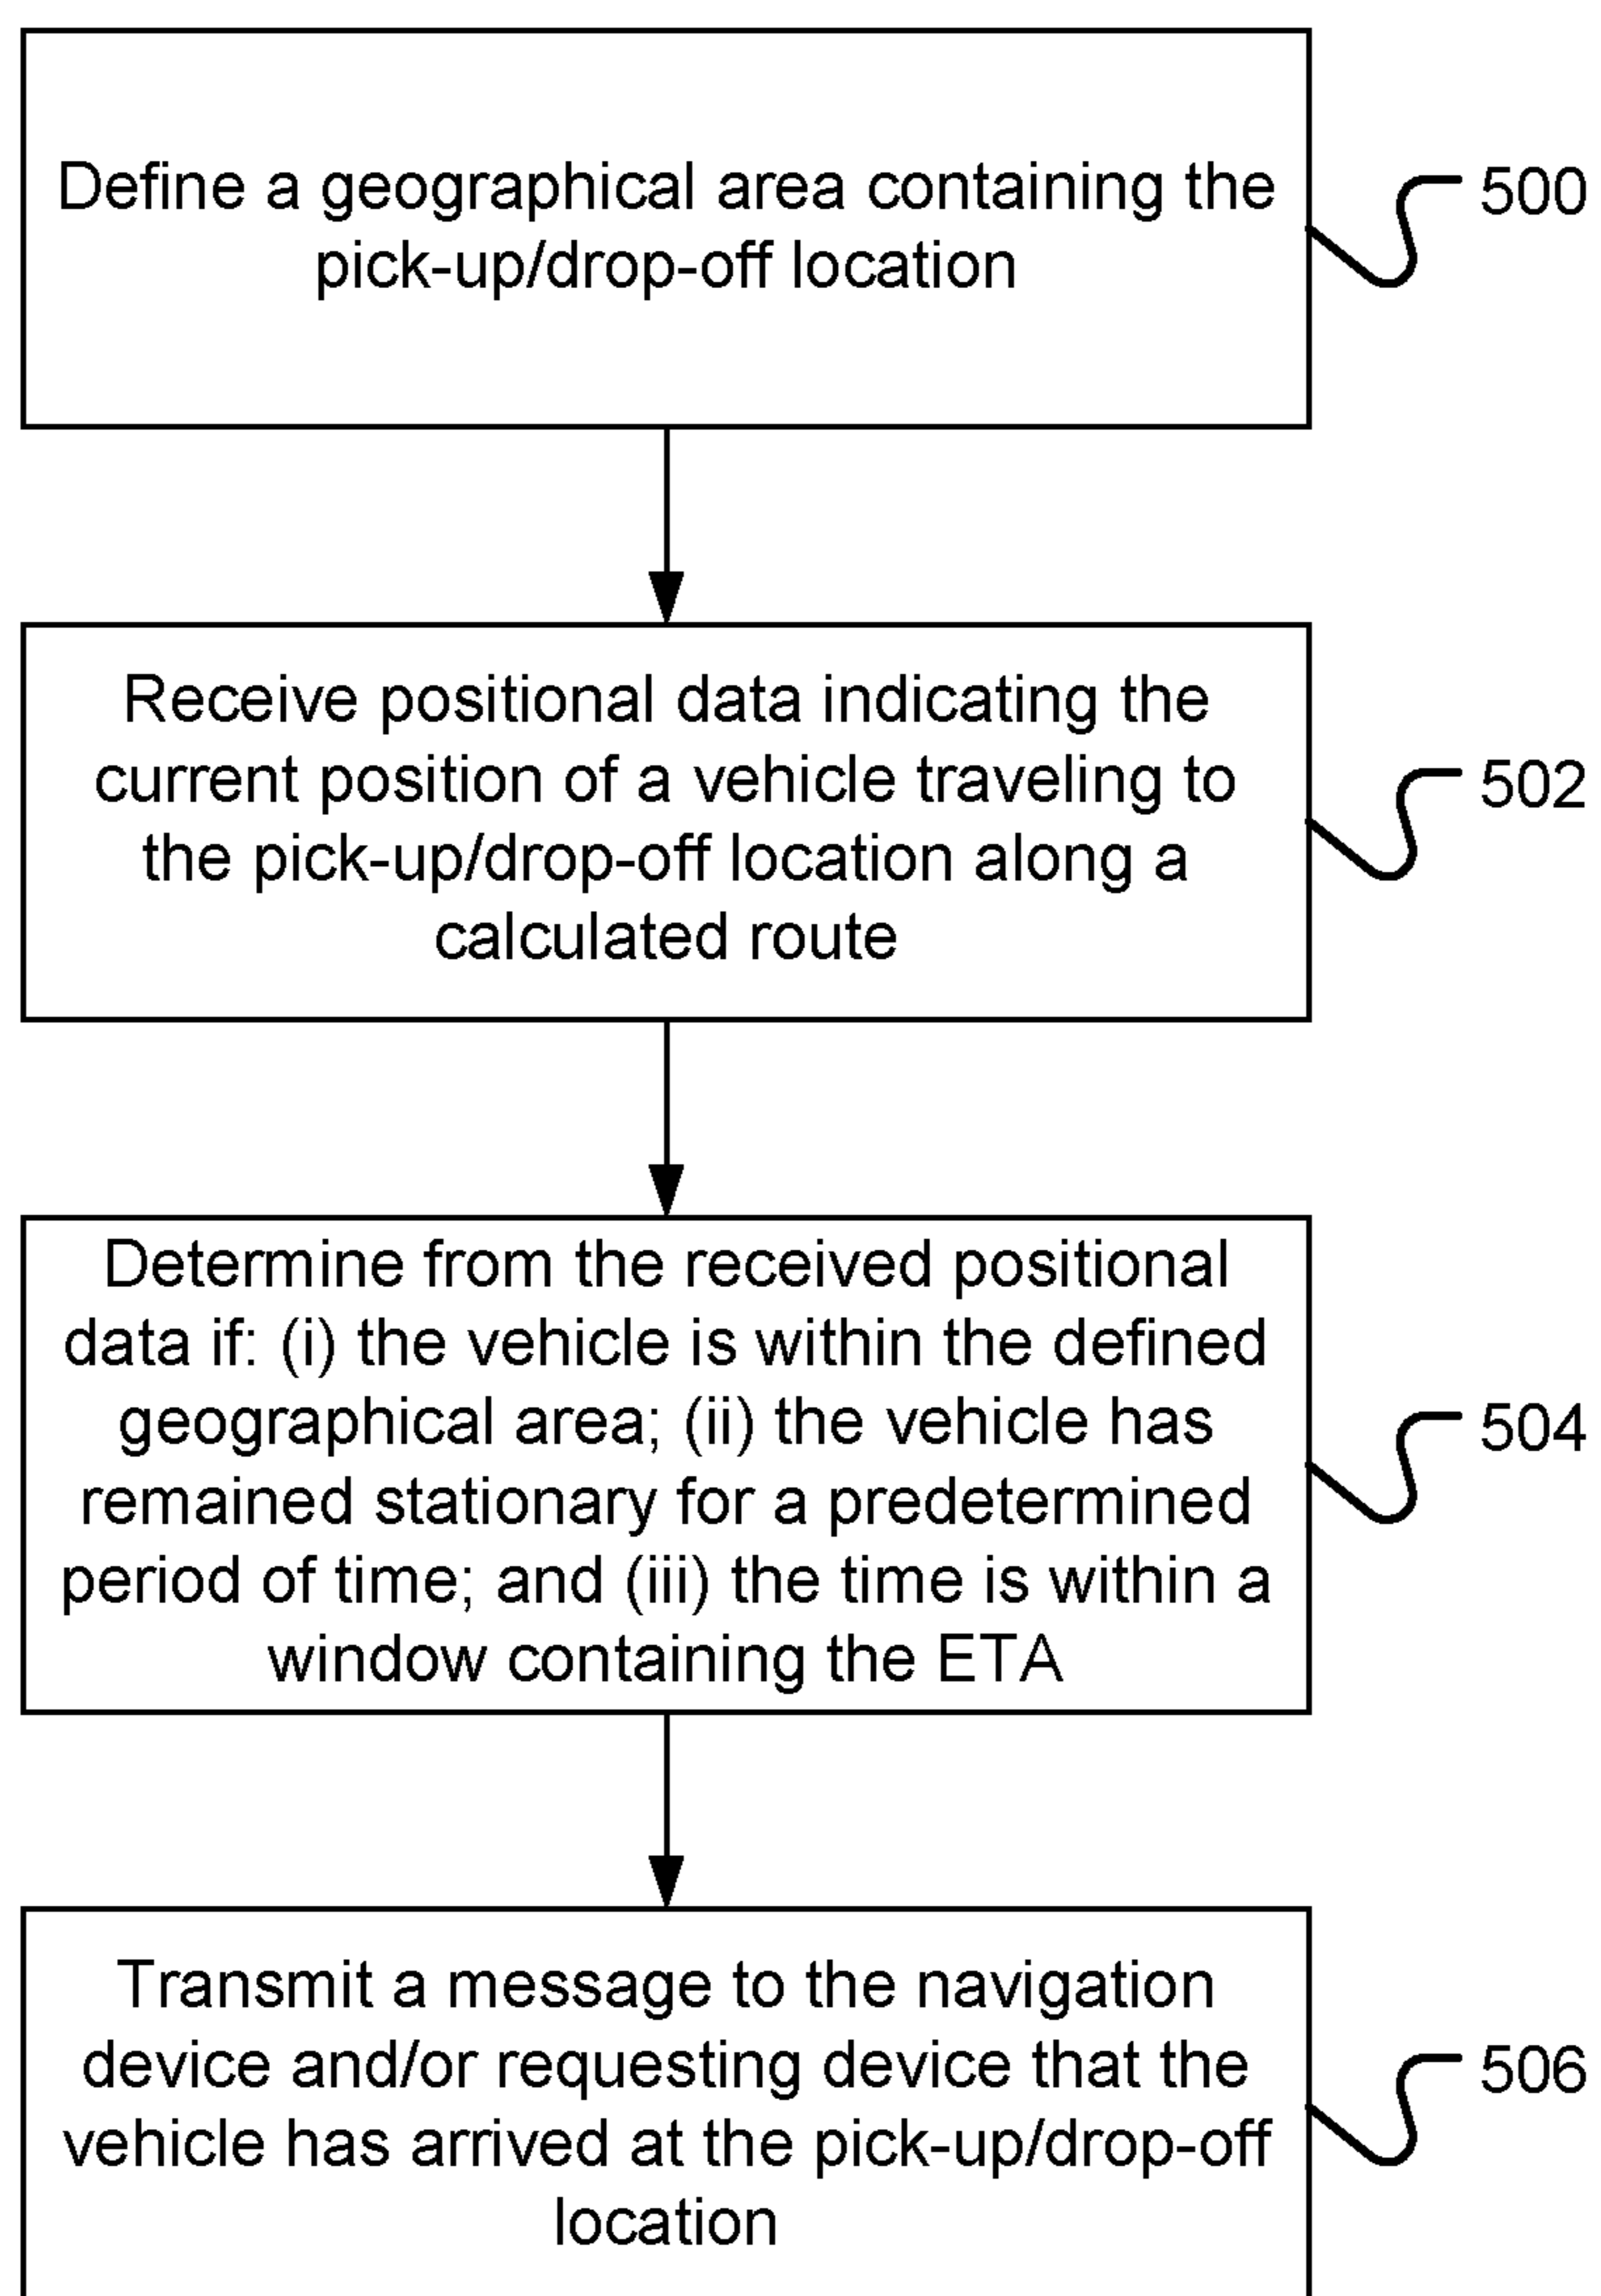 Define a geographical area containing the
pick-up/drop-off location
500
Receive positional data indicating the
current position of a vehicle traveling to
the pick-up/drop-off location along a
calculated route
502
Determine from the received positional
data if: (i) the vehicle is within the defined
geographical area; (ii) the vehicle has
remained stationary for a predetermined
period of time; and (iii) the time is within a
window containing the ETA
504
Transmit a message to the navigation
device and/or requesting device that the
vehicle has arrived at the pick-up/drop-off
location
506